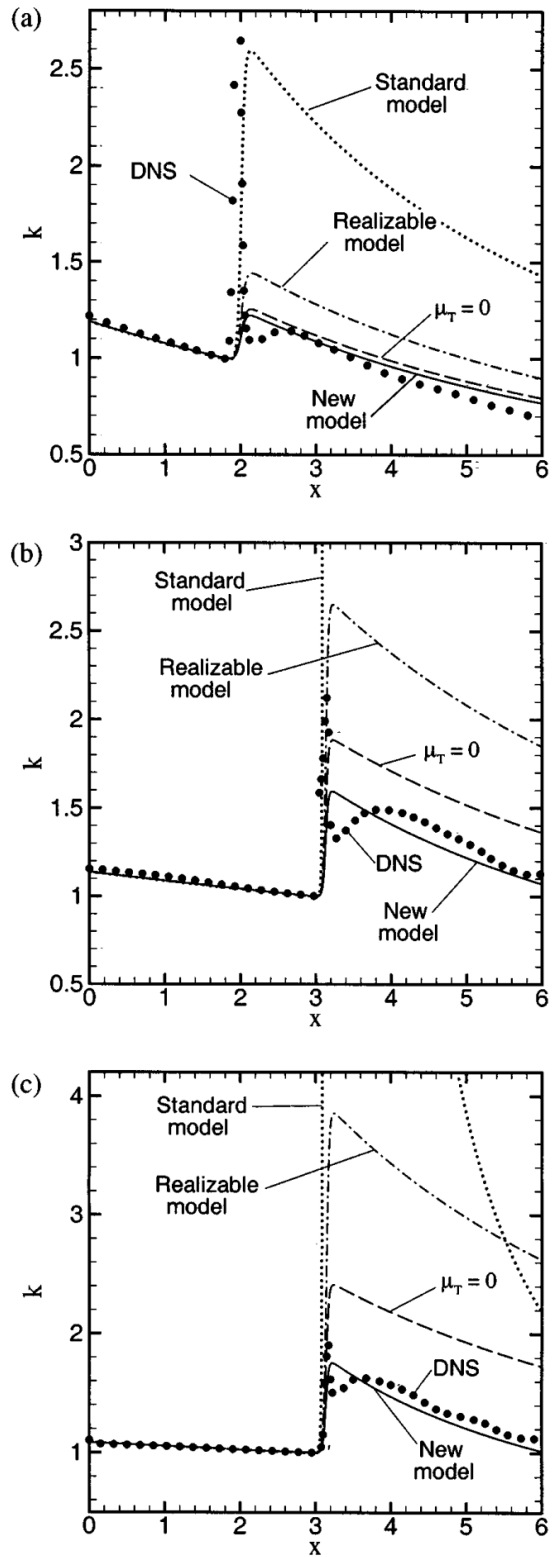 (a)
2.5
Standard
model
2
DNS
k
Realizable
model
1.5
μT = 0
1
New
model
0.5
0 1 2 3 4 5 6
x
(b)
3
Standard
model
2.5
Realizable
model
2
k
μT = 0
1.5
DNS
1
New
model
0.5
0 1 2 3 4 5 6
x
(c)
4
Standard
model
Realizable
model
3
k
μT = 0
2
DNS
1
New
model
0 1 2 3 4 5 6
x